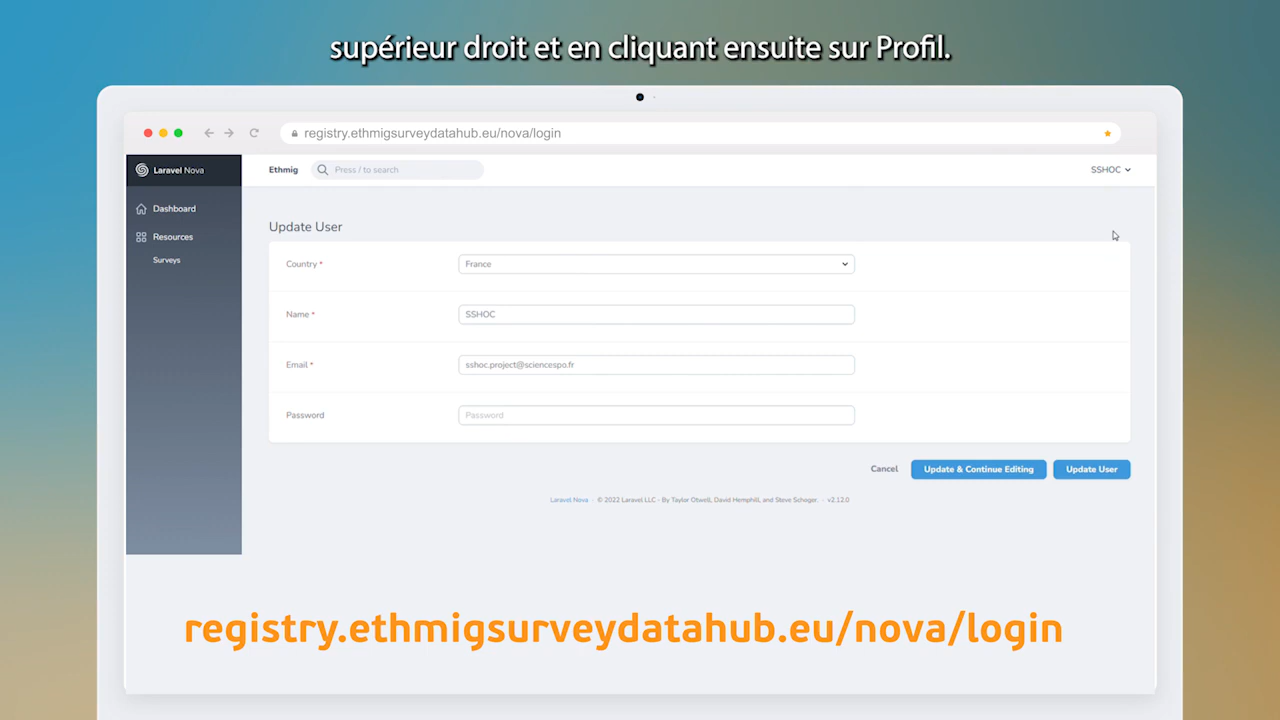 supérieur droit et en cliquant ensuite sur Profil.
registry.ethmigsurveydatahub.eu/nova/login
Laravel Nova
Ethmig
Press / to search
SSHOC
Dashboard
Resources
Surveys
Update User
Country *
France
Name *
SSHOC
Email *
sshoc.project@sciencespo.fr
Password
Password
Cancel
Update & Continue Editing
Update User
Laravel Nova · © 2022 Laravel LLC - By Taylor Otwell, David Hemphill, and Steve Schoger. · v2.12.0
registry.ethmigsurveydatahub.eu/nova/login